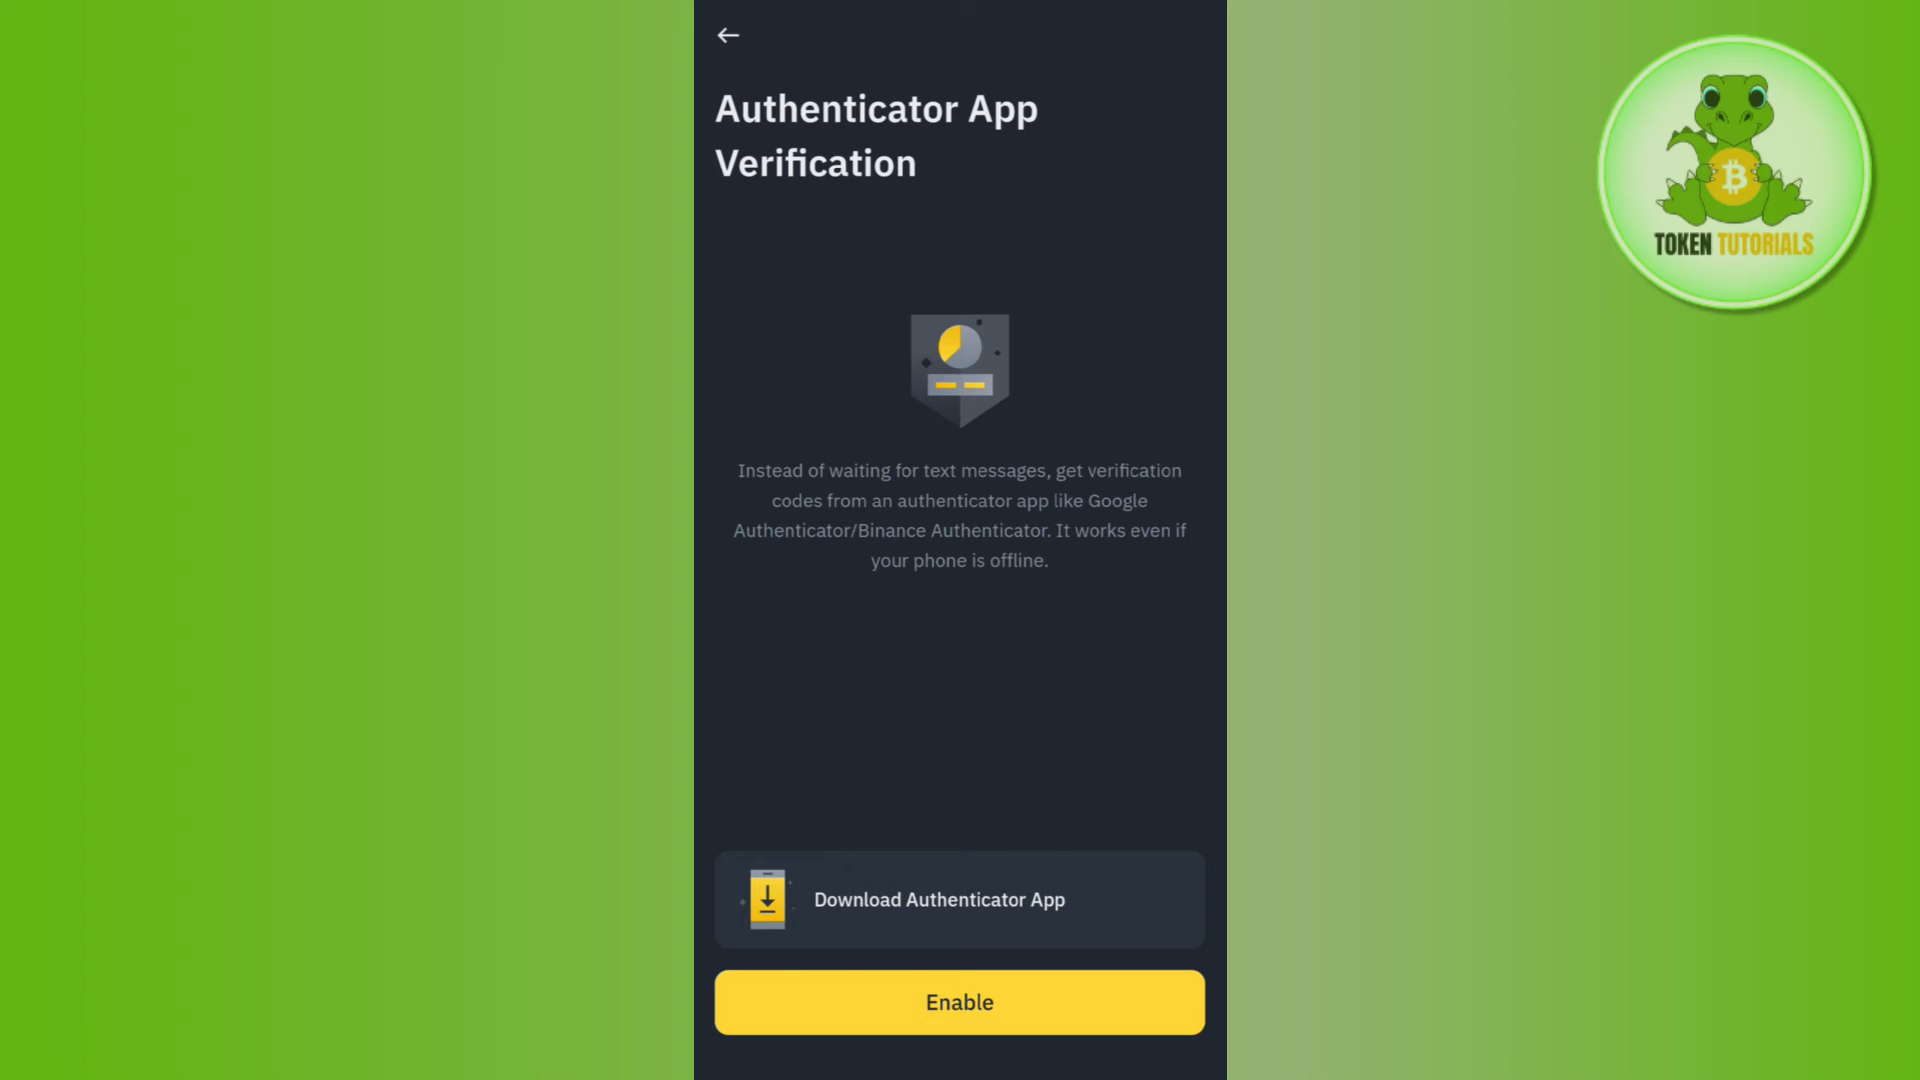 Authenticator App
Verification
TOKEN TUTORIALS
Instead of waiting for text messages, get verification
codes from an authenticator app like Google
Authenticator/Binance Authenticator. It works even if
your phone is offline.
Download Authenticator App
Enable